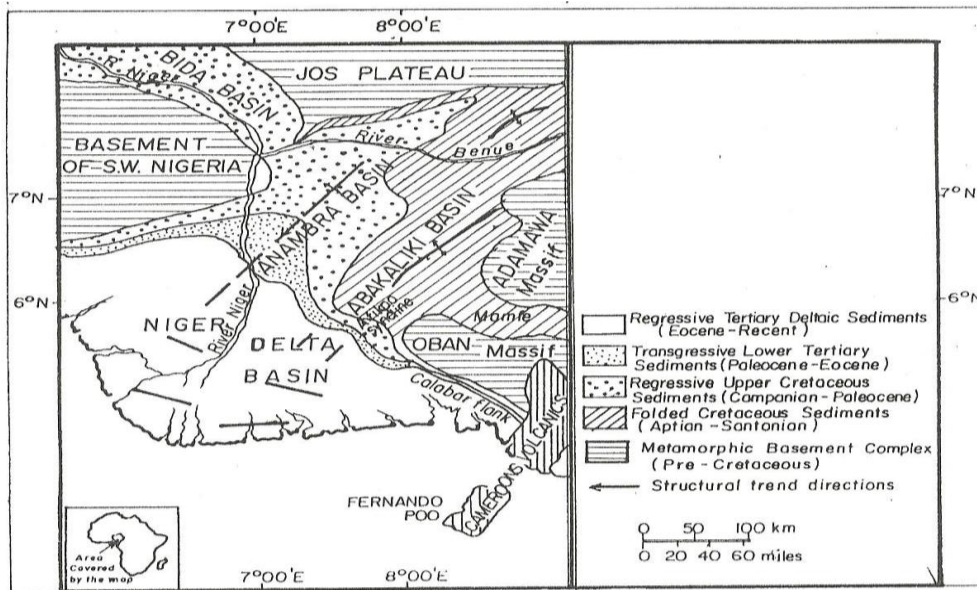 7°00'E 8°00'E
BIDA BASIN
R. Niger
JOS PLATEAU
BASEMENT
OF S.W. NIGERIA
River Benue
7°N 7°N
ANAMBRA BASIN
ABAKALIKI BASIN
ADAMAWA
Massif
6°N 6°N
River Niger
NIGER
DELTA
BASIN
Afikpo
Syncline
Mamfe
OBAN Massif
Calabar flank
CAMEROONS VOLCANICS
FERNANDO
POO
Area
Covered
by the map
7°00'E 8°00'E
Regressive Tertiary Deltaic Sediments
(Eocene-Recent)
Transgressive Lower Tertiary
Sediments (Paleocene-Eocene)
Regressive Upper Cretaceous
Sediments (Campanian-Paleocene)
Folded Cretaceous Sediments
(Aptian-Santonian)
Metamorphic Basement Complex
(Pre-Cretaceous)
Structural trend directions
0 50 100 km
0 20 40 60 miles